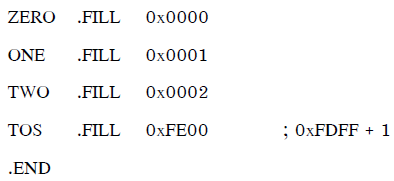 ZERO .FILL 0x0000
ONE .FILL 0x0001
TWO .FILL 0x0002
TOS .FILL 0xFE00 ; 0xFDFF + 1
.END